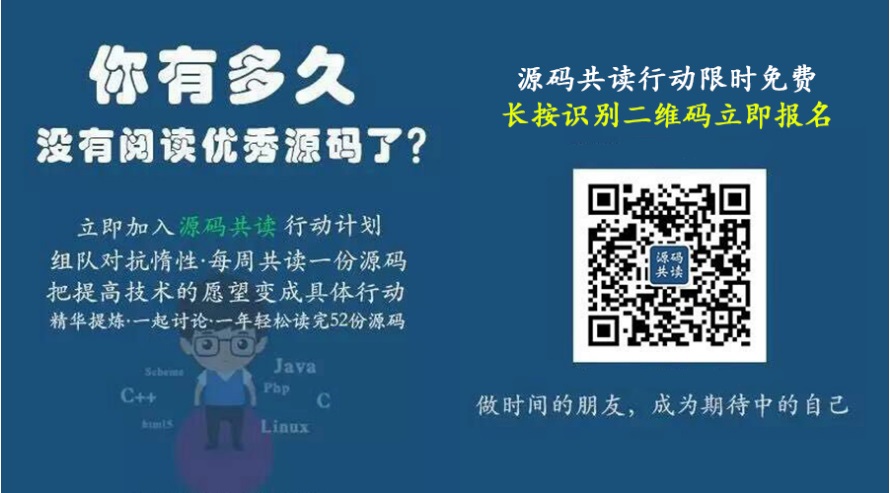 你有多久
没有阅读优秀源码了?
立即加入 源码共读 行动计划
组队对抗惰性·每周共读一份源码
把提高技术的愿望变成具体行动
精华提炼·一起讨论·一年轻松读完52份源码
Scheme
Java
C++
Php
C
html5
Linux
源码共读行动限时免费
长按识别二维码立即报名
源码
共读
做时间的朋友，成为期待中的自己